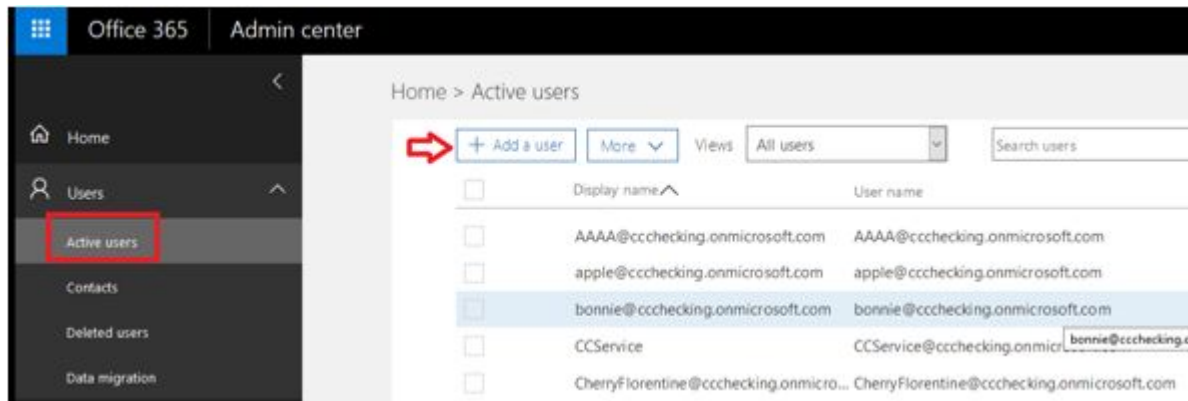 Office 365 Admin center
Home > Active users
Home
+ Add a user More Views All users Search users
Users
Display name User name
Active users
AAAA@ccchecking.onmicrosoft.com AAAA@ccchecking.onmicrosoft.com
Contacts
apple@ccchecking.onmicrosoft.com apple@ccchecking.onmicrosoft.com
bonnie@ccchecking.onmicrosoft.com bonnie@ccchecking.onmicrosoft.com
Deleted users
bonnie@ccchecking.
CCService CCService@ccchecking.onmicr
Data migration
CherryFlorentine@ccchecking.onmicro... CherryFlorentine@ccchecking.onmicrosoft.com